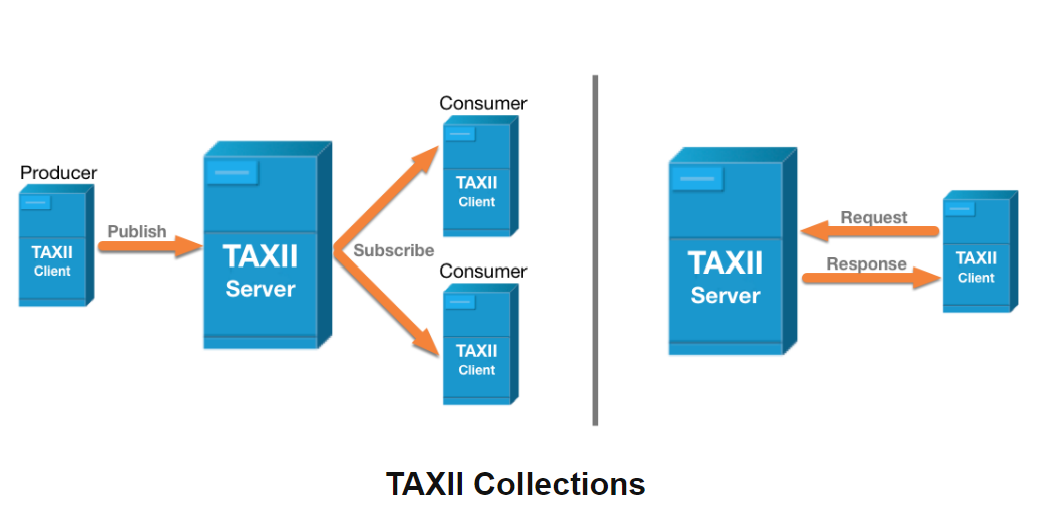 Producer
TAXII
Client
Publish
TAXII
Server
Subscribe
Consumer
TAXII
Client
Consumer
TAXII
Client
TAXII
Server
Request
Response
TAXII
Client
TAXII Collections